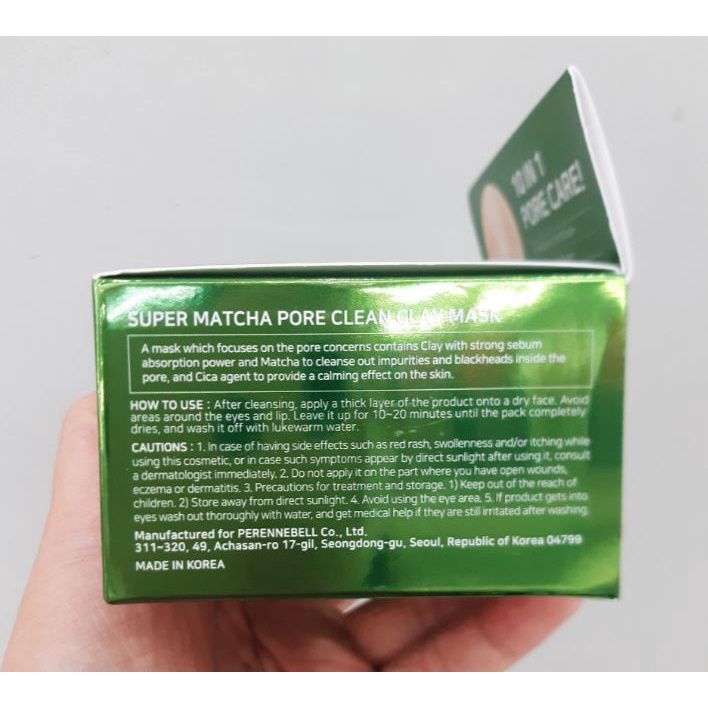 10 IN 1
PORE CARE!
SUPER MATCHA PORE CLEAN CLAY MASK
A mask which focuses on the pore concerns contains Clay with strong sebum
absorption power and Matcha to cleanse out impurities and blackheads inside the
pore, and Cica agent to provide a calming effect on the skin.
HOW TO USE : After cleansing, apply a thick layer of the product onto a dry face. Avoid
areas around the eyes and lip. Leave it up for 10~20 minutes until the pack completely
dries, and wash it off with lukewarm water.
CAUTIONS : 1. In case of having side effects such as red rash, swollenness and/or itching while
using this cosmetic, or in case such symptoms appear by direct sunlight after using it, consult
a dermatologist immediately. 2. Do not apply it on the part where you have open wounds,
eczema or dermatitis. 3. Precautions for treatment and storage. 1) Keep out of the reach of
children. 2) Store away from direct sunlight. 4. Avoid using the eye area. 5. If product gets into
eyes wash out thoroughly with water, and get medical help if they are still irritated after washing.
Manufactured for PERENNEBELL Co., Ltd.
311-320, 49, Achasan-ro 17-gil, Seongdong-gu, Seoul, Republic of Korea 04799
MADE IN KOREA